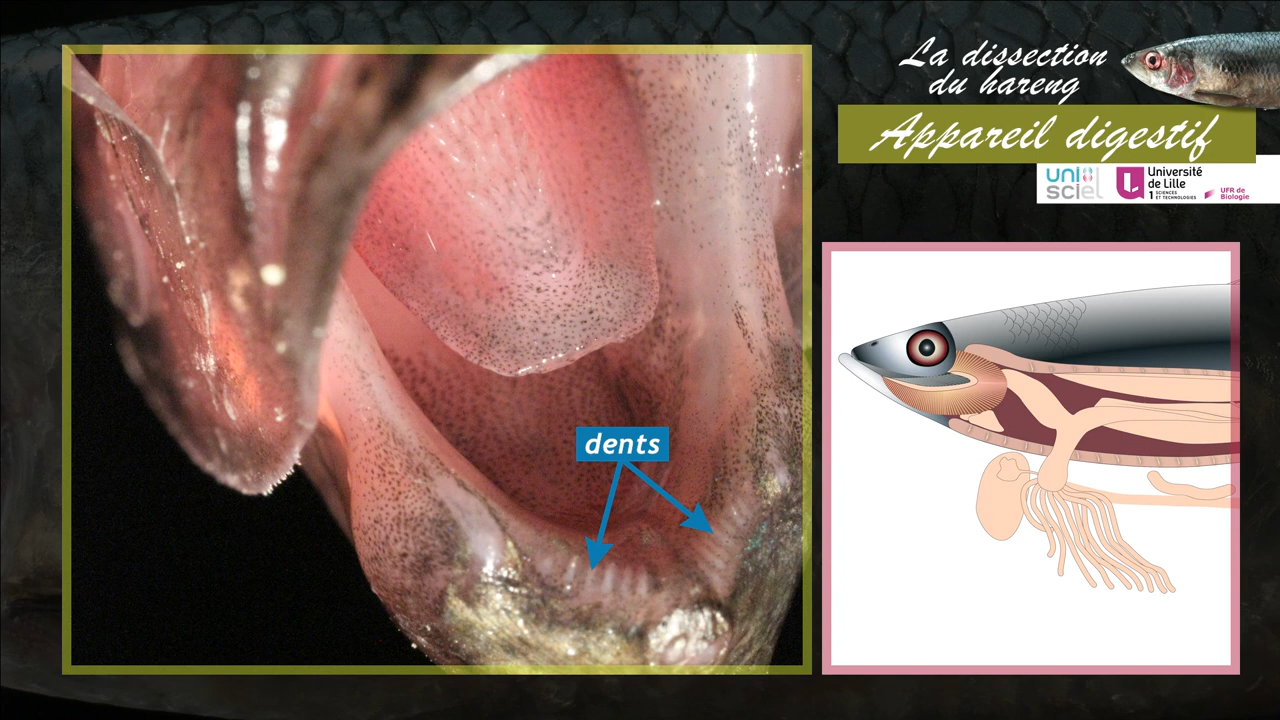 La dissection
du hareng
Appareil digestif
uni
sciel
Université
de Lille
1 SCIENCES
ET TECHNOLOGIES
UFR de
Biologie
dents